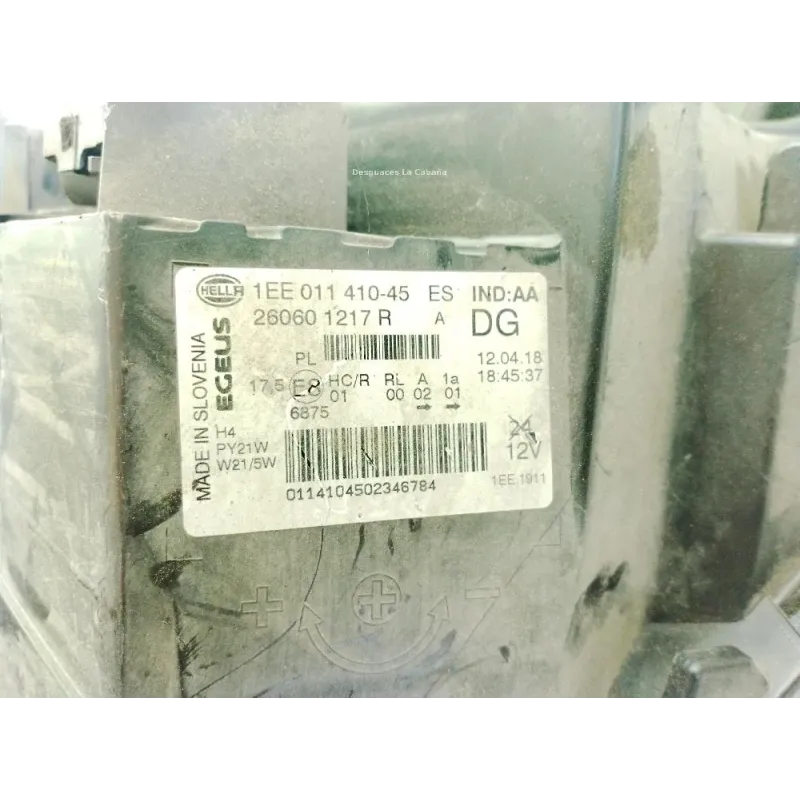 Desguaces La Cabaña
HELLA
1EE 011 410-45 ES IND:AA
26060 1217 R A DG
PL
12.04.18
18:45:37
MADE IN SLOVENIA
EGEUS
17,5 E8 HC/R RL A 1a
01 00 02 01
→ →
6875
H4
PY21W
W21/5W
24
12V
0114104502346784
1EE.1911
+ + -